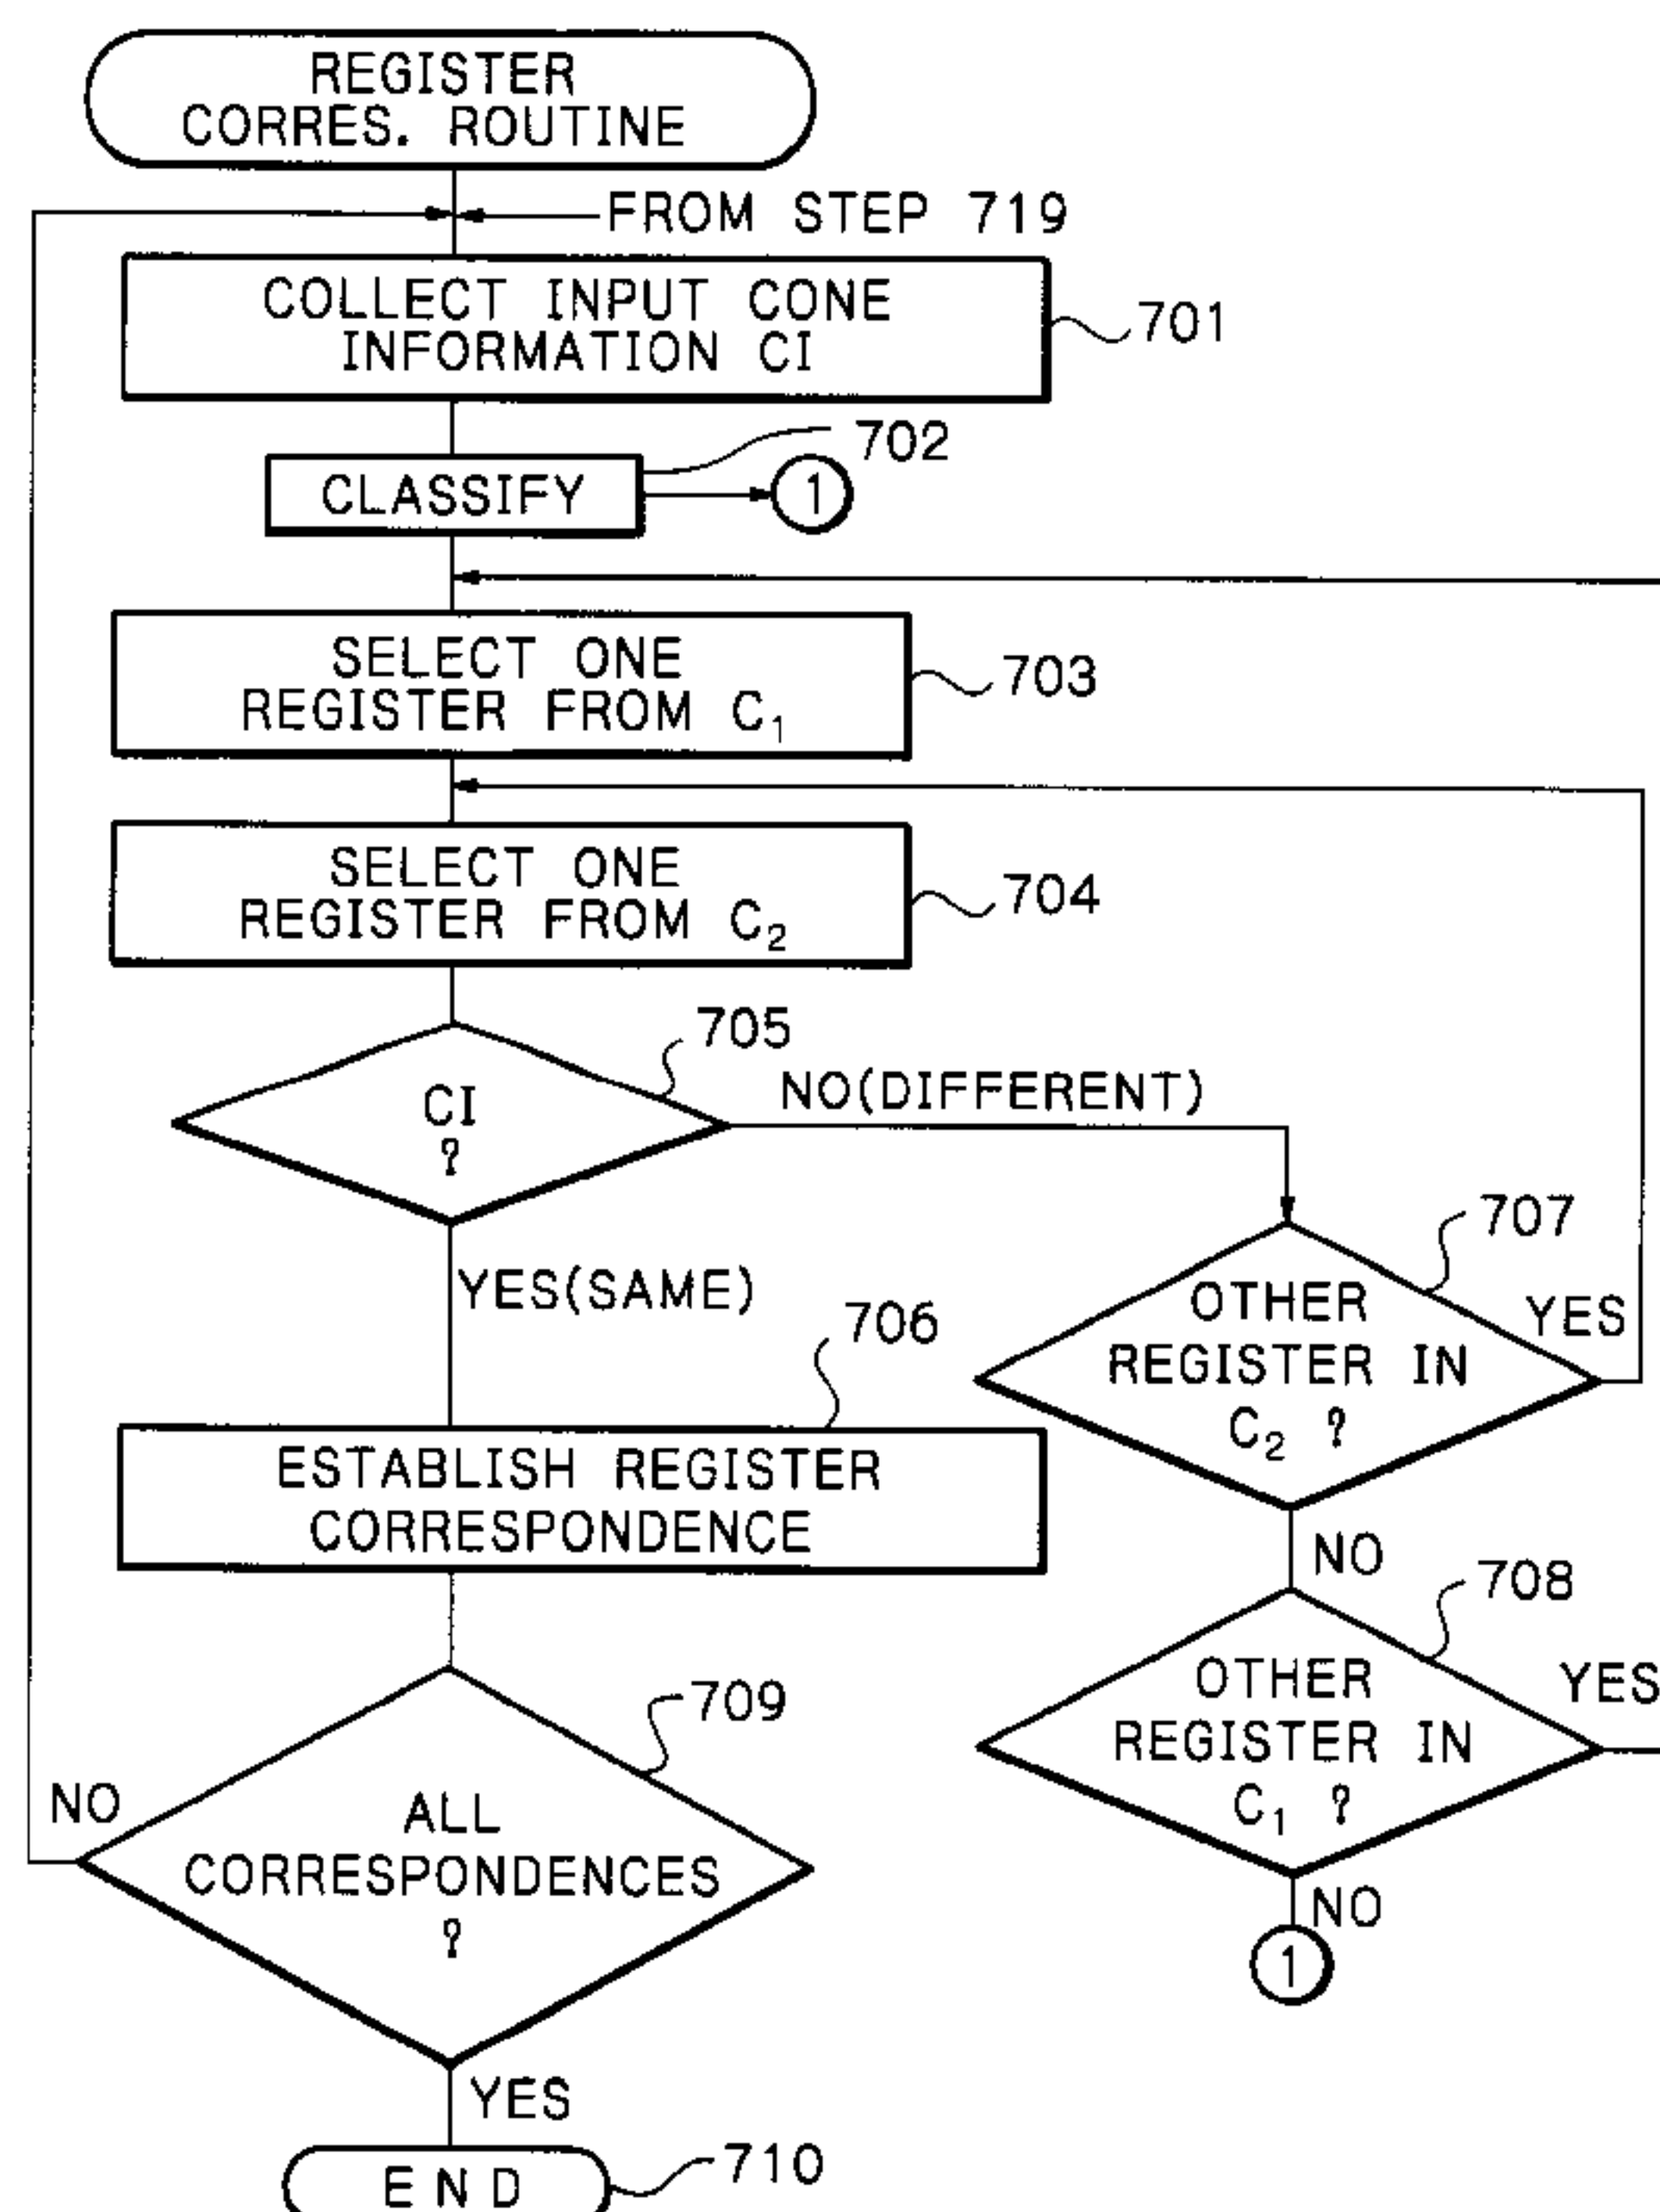 REGISTER
CORRES. ROUTINE
FROM STEP 719
COLLECT INPUT CONE
INFORMATION CI
701
702
CLASSIFY
1
SELECT ONE
REGISTER FROM C₁
703
SELECT ONE
REGISTER FROM C₂
704
705
CI
?
NO(DIFFERENT)
YES(SAME)
707
OTHER
REGISTER IN
C₂ ?
YES
NO
706
ESTABLISH REGISTER
CORRESPONDENCE
708
OTHER
REGISTER IN
C₁ ?
YES
NO
1
709
ALL
CORRESPONDENCES
?
NO
YES
END
710